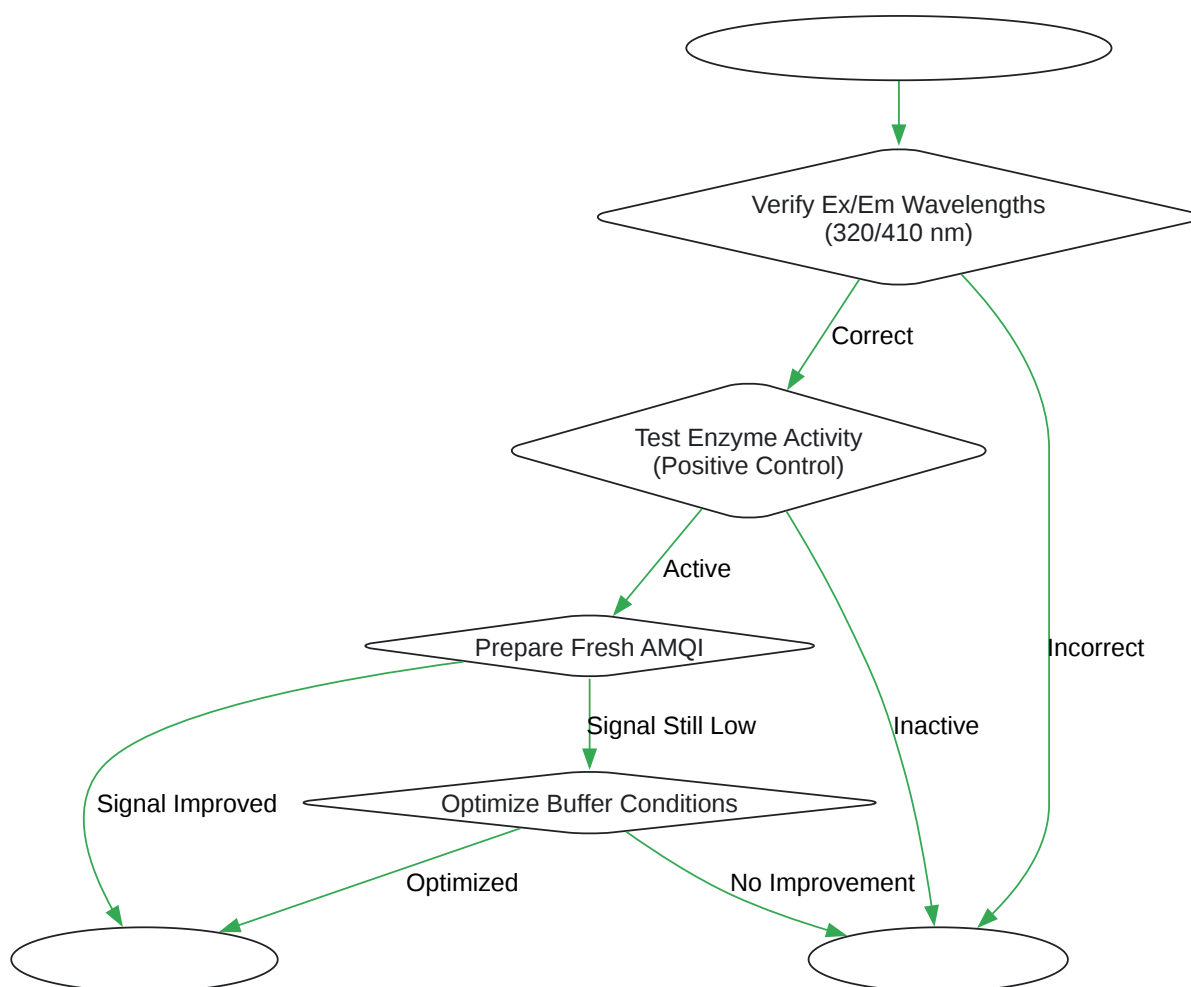 Verify Ex/Em Wavelengths
(320/410 nm)
Correct
Test Enzyme Activity
(Positive Control)
Active
Prepare Fresh AMQI
Incorrect
Signal Still Low
Inactive
Signal Improved
Optimize Buffer Conditions
Optimized
No Improvement